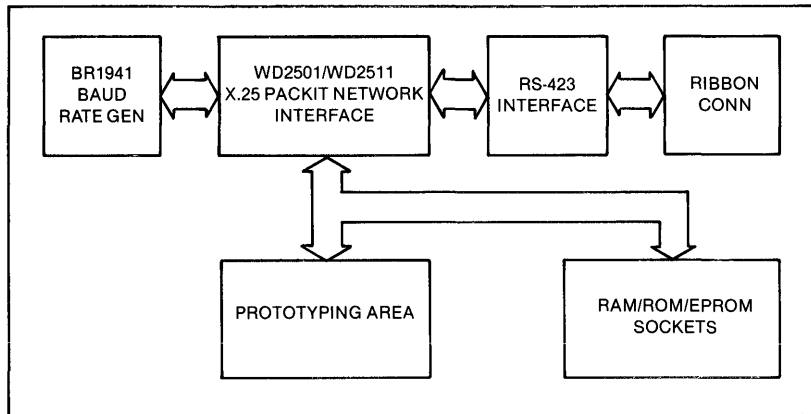 BR1941
BAUD
RATE GEN
WD2501/WD2511
X.25 PACKIT NETWORK
INTERFACE
RS-423
INTERFACE
RIBBON
CONN
PROTOTYPING AREA
RAM/ROM/EPROM
SOCKETS